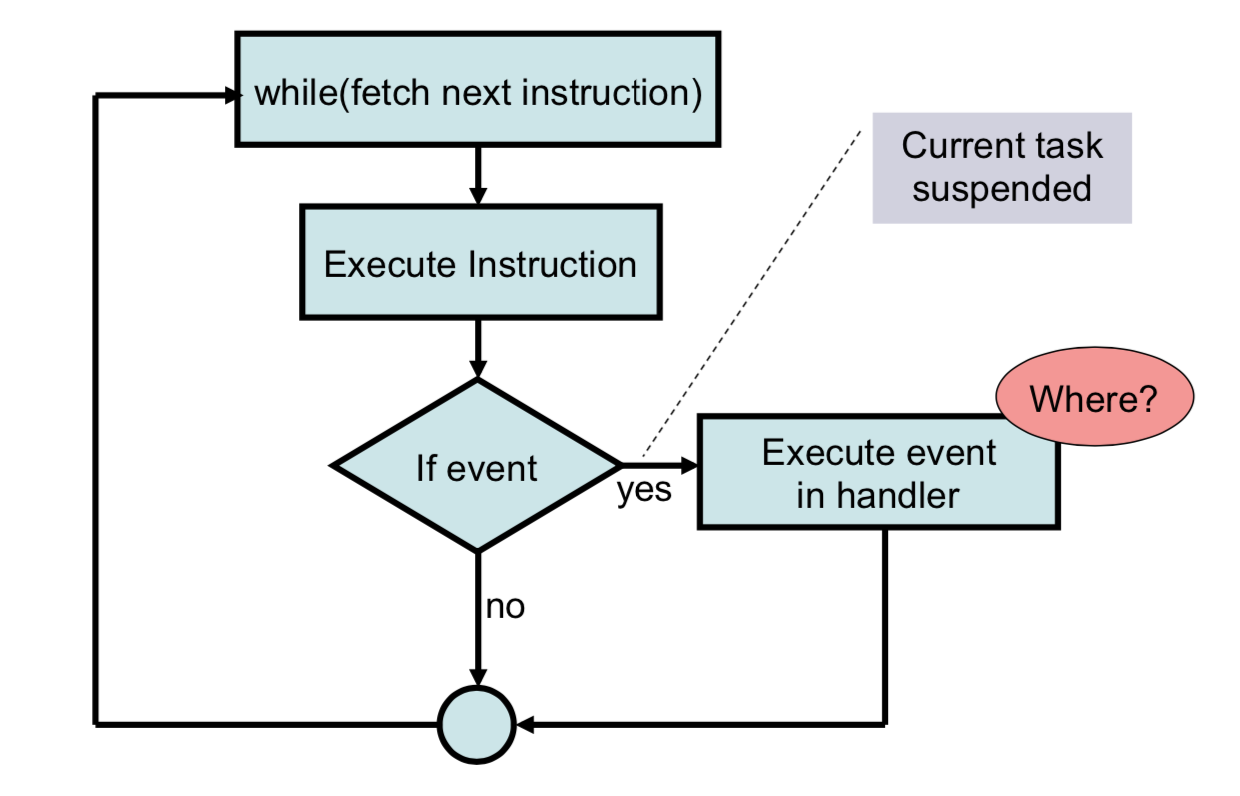 while(fetch next instruction)
Current task
suspended
Execute Instruction
Where?
If event
yes
Execute event
in handler
no